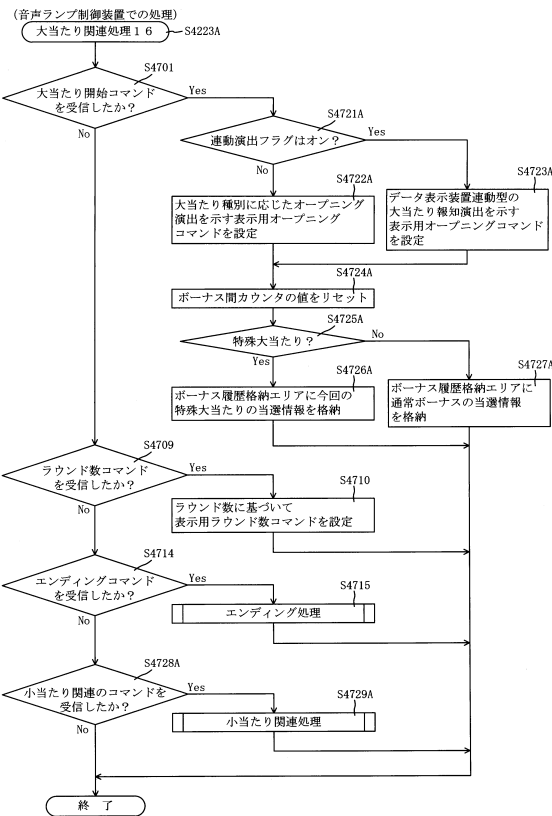 (音声ランプ制御装置での処理)
大当たり関連処理16
S4223A
S4701
大当たり開始コマンド
を受信したか?
Yes
No
S4721A
連動演出フラグはオン?
Yes
No
S4722A
大当たり種別に応じたオープニング
演出を示す表示用オープニング
コマンドを設定
S4723A
データ表示装置連動型の
大当たり報知演出を示す
表示用オープニングコマンド
を設定
S4724A
ボーナス間カウンタの値をリセット
S4725A
特殊大当たり?
No
Yes
S4726A
ボーナス履歴格納エリアに今回の
特殊大当たりの当選情報を格納
S4727A
ボーナス履歴格納エリアに
通常ボーナスの当選情報
を格納
S4709
ラウンド数コマンド
を受信したか?
Yes
No
S4710
ラウンド数に基づいて
表示用ラウンド数コマンドを設定
S4714
エンディングコマンド
を受信したか?
Yes
No
S4715
エンディング処理
S4728A
小当たり関連のコマンドを
受信したか?
Yes
No
S4729A
小当たり関連処理
終了